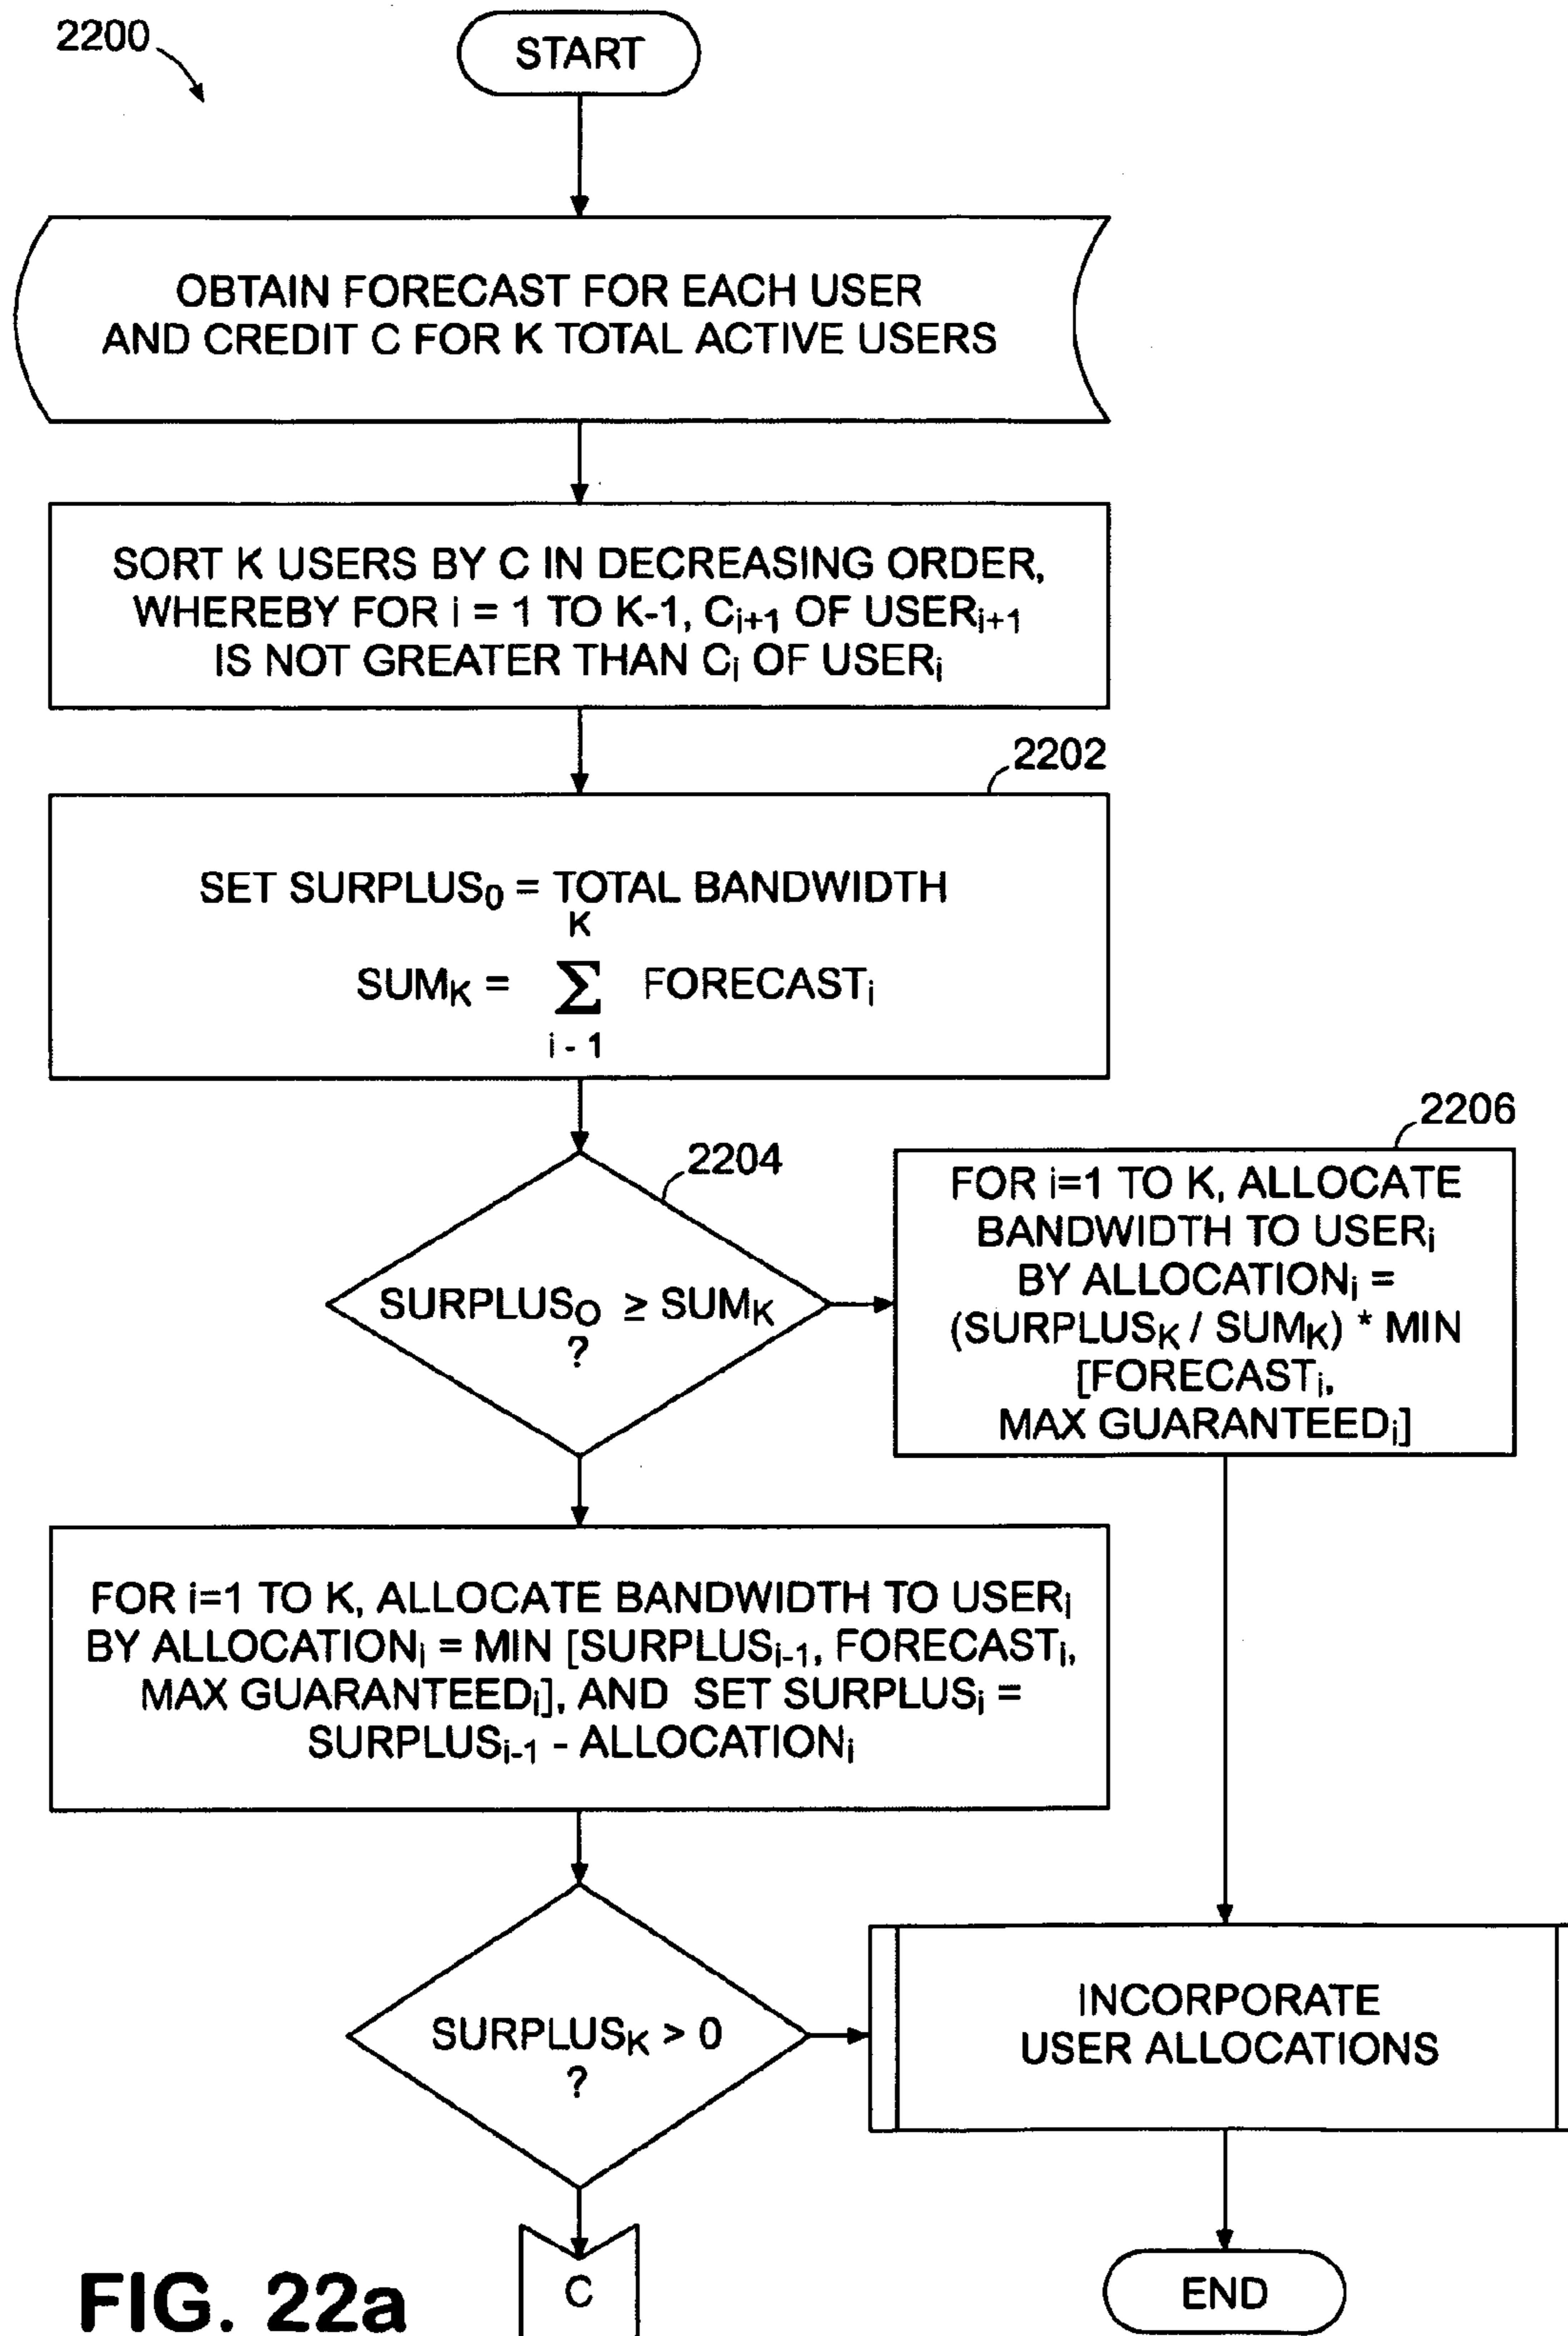 2200
START
OBTAIN FORECAST FOR EACH USER
AND CREDIT C FOR K TOTAL ACTIVE USERS
SORT K USERS BY C IN DECREASING ORDER,
WHEREBY FOR i = 1 TO K-1, Ci+1 OF USERi+1
IS NOT GREATER THAN Ci OF USERi
2202
SET SURPLUS0 = TOTAL BANDWIDTH
K
SUMK = Σ FORECASTi
i - 1
2204
SURPLUSO ≥ SUMK
?
2206
FOR i=1 TO K, ALLOCATE
BANDWIDTH TO USERi
BY ALLOCATIONi =
(SURPLUSK / SUMK) * MIN
[FORECASTi,
MAX GUARANTEEDi]
FOR i=1 TO K, ALLOCATE BANDWIDTH TO USERi
BY ALLOCATIONi = MIN [SURPLUSi-1, FORECASTi,
MAX GUARANTEEDi], AND SET SURPLUSi =
SURPLUSi-1 - ALLOCATIONi
SURPLUSK > 0
?
INCORPORATE
USER ALLOCATIONS
C
END
FIG. 22a